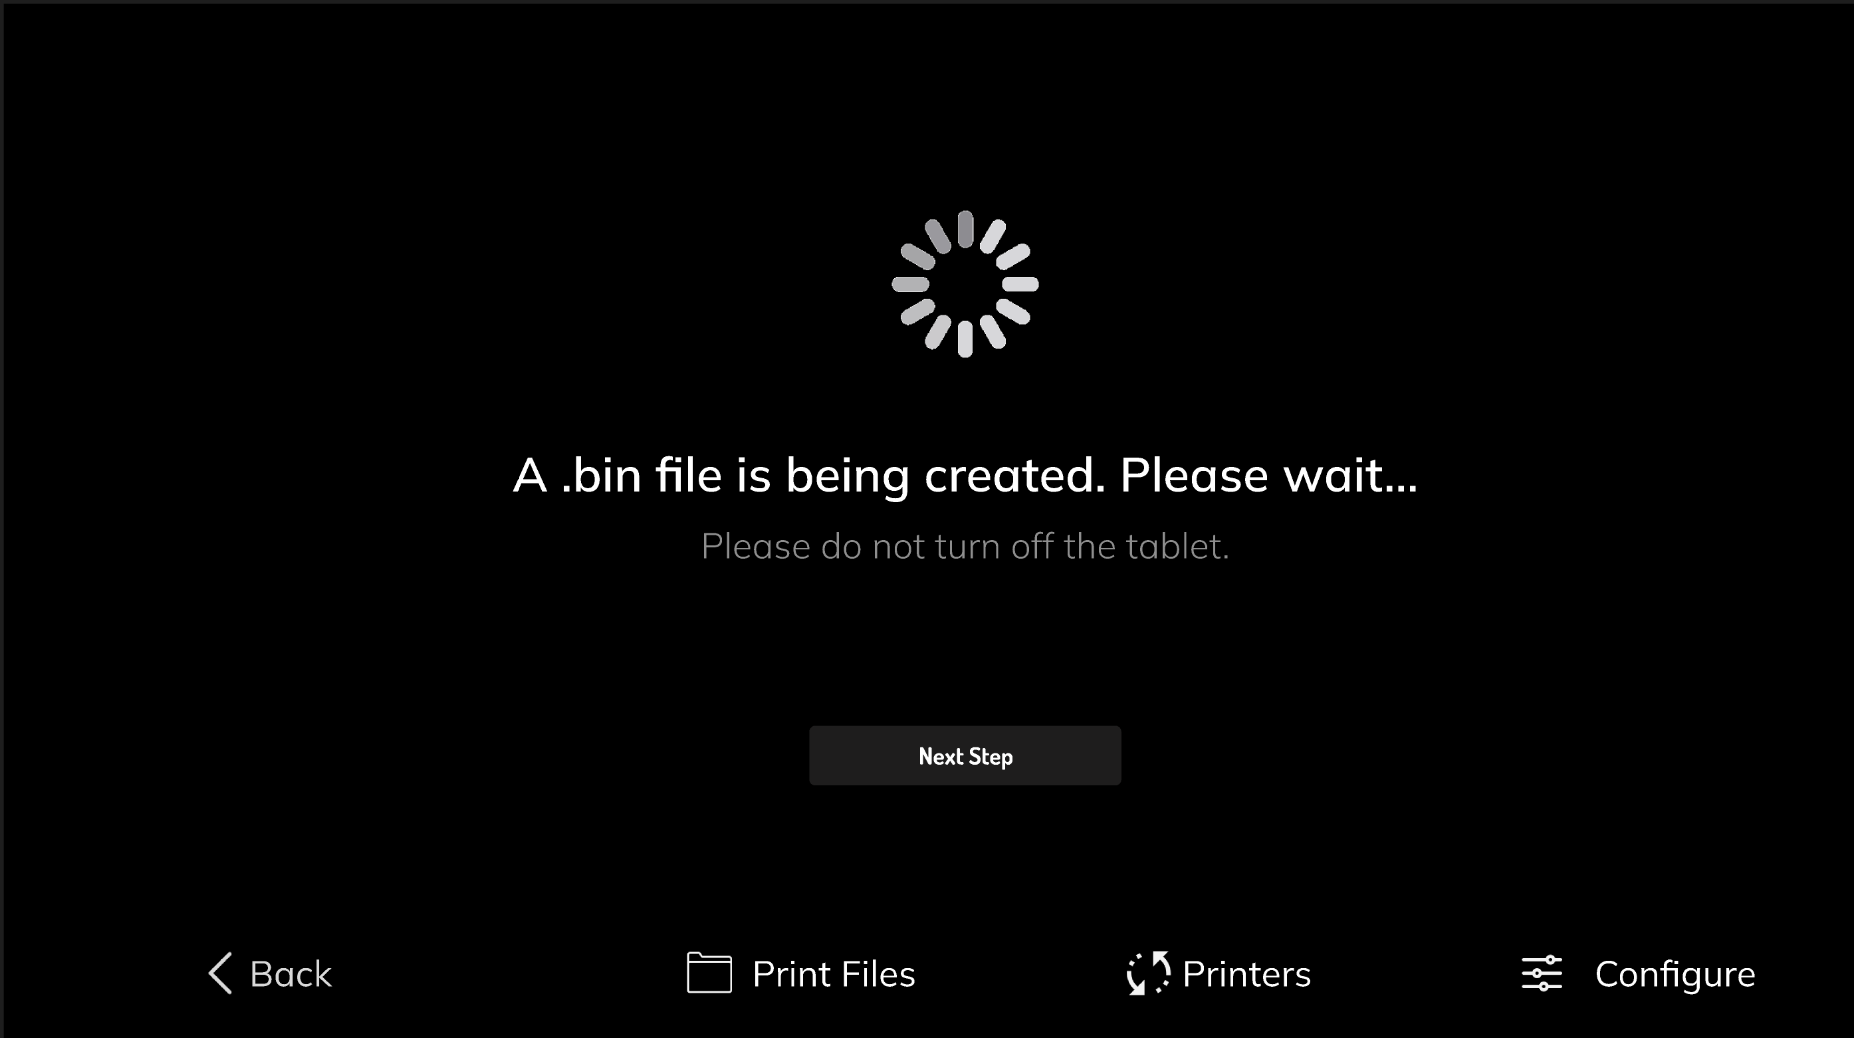 A .bin file is being created. Please wait...
Please do not turn off the tablet.
Next Step
Back
Print Files
Printers
Configure